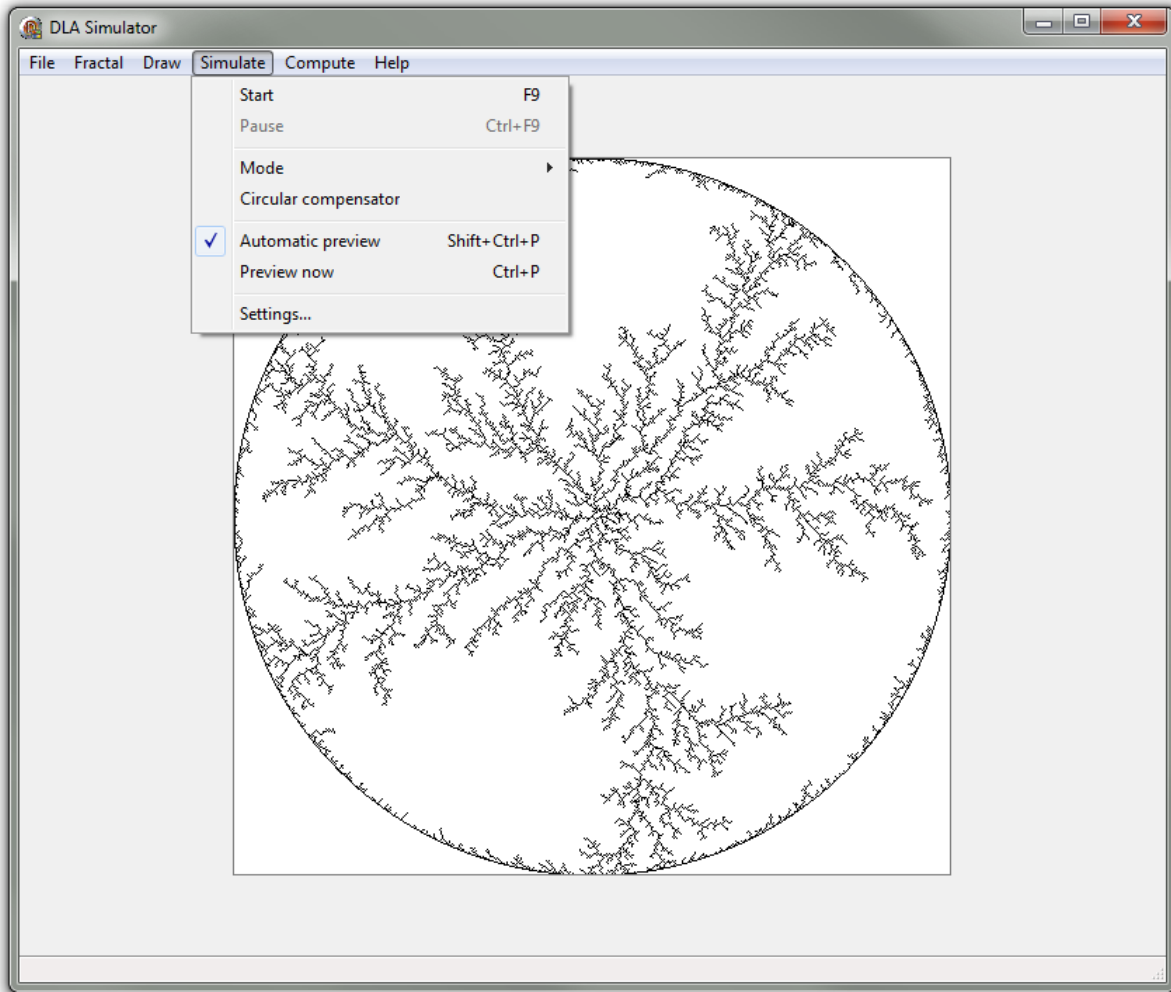 DLA Simulator
File Fractal Draw Simulate Compute Help
Start F9
Pause Ctrl+F9
Mode
Circular compensator
Automatic preview Shift+Ctrl+P
Preview now Ctrl+P
Settings...